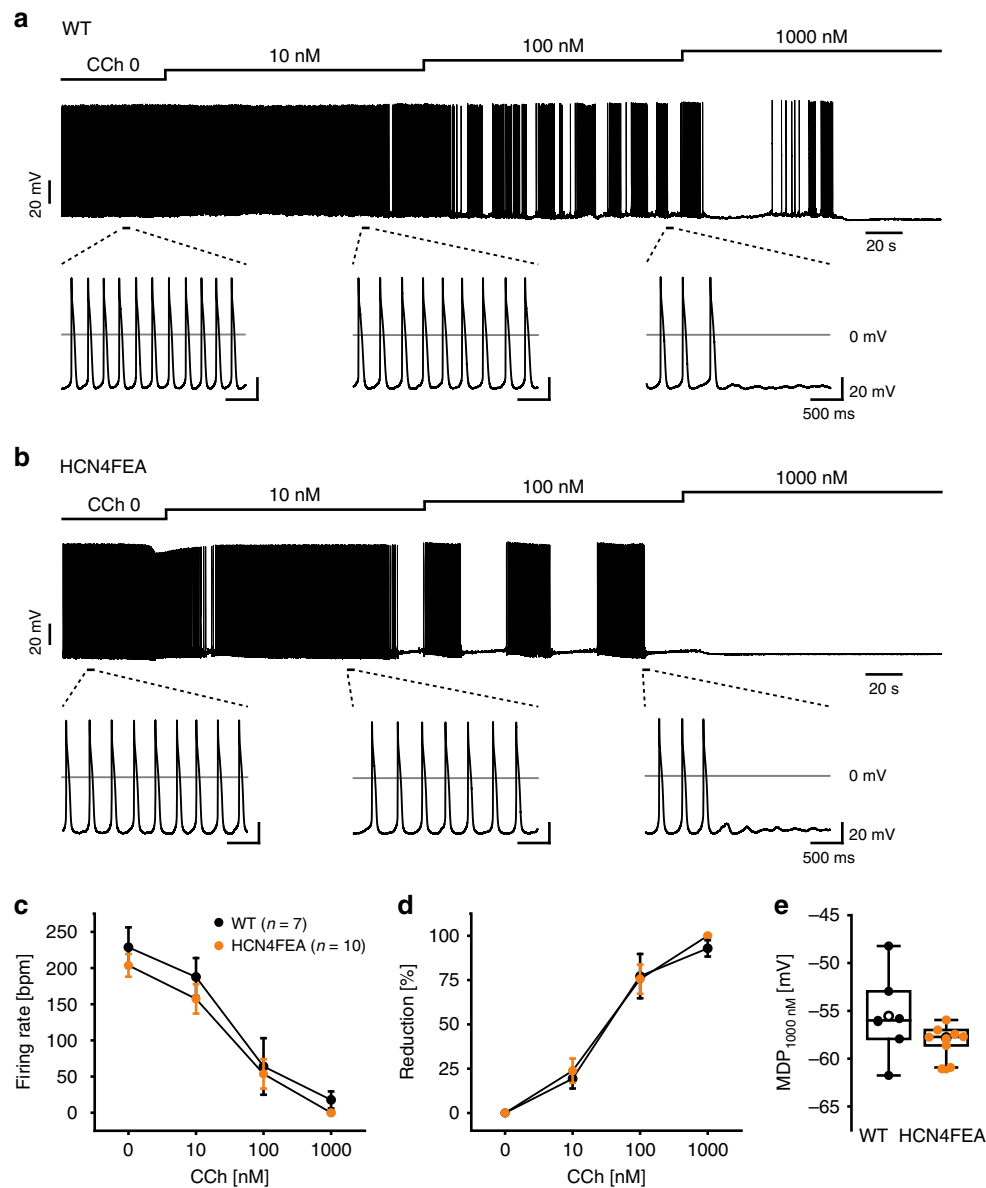 a
WT
CCh 0
10 nM
100 nM
1000 nM
20 mV
20 s
0 mV
20 mV
500 ms
b
HCN4FEA
CCh 0
10 nM
100 nM
1000 nM
20 mV
20 s
0 mV
20 mV
500 ms
c
Firing rate [bpm]
250
200
150
100
50
0
0
10
100
1000
CCh [nM]
WT (n = 7)
HCN4FEA (n = 10)
d
Reduction [%]
100
75
50
25
0
0
10
100
1000
CCh [nM]
e
MDP1000 nM [mV]
−45
−50
−55
−60
−65
WT
HCN4FEA